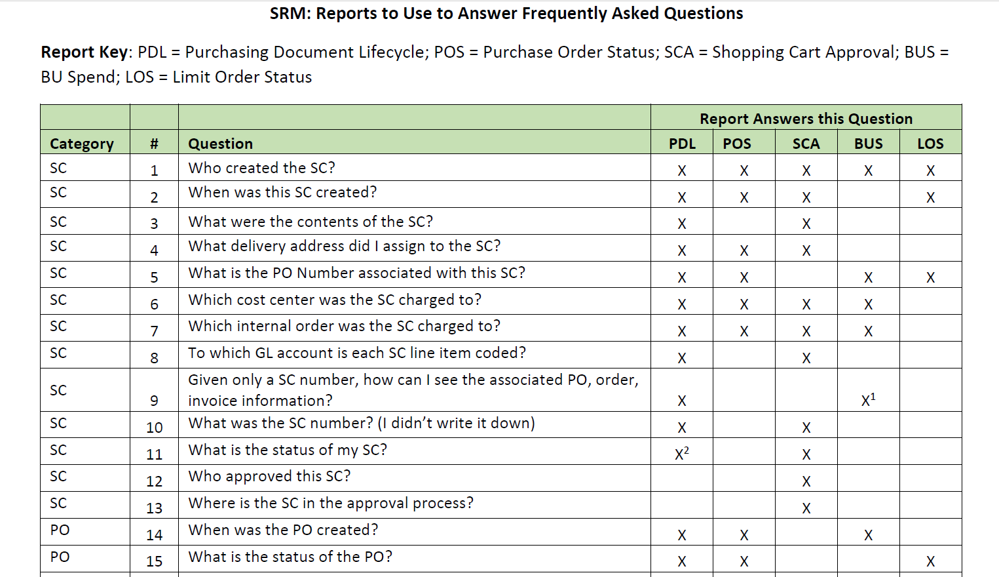 SRM: Reports to Use to Answer Frequently Asked Questions
Report Key: PDL = Purchasing Document Lifecycle; POS = Purchase Order Status; SCA = Shopping Cart Approval; BUS =
BU Spend; LOS = Limit Order Status
Report Answers this Question
Category # Question PDL POS SCA BUS LOS
SC 1 Who created the SC? X X X X X
SC 2 When was this SC created? X X X X
SC 3 What were the contents of the SC? X X
SC 4 What delivery address did I assign to the SC? X X X
SC 5 What is the PO Number associated with this SC? X X X X
SC 6 Which cost center was the SC charged to? X X X X
SC 7 Which internal order was the SC charged to? X X X X
SC 8 To which GL account is each SC line item coded? X X
Given only a SC number, how can I see the associated PO, order,
SC 9 invoice information? X X¹
SC 10 What was the SC number? (I didn’t write it down) X X
SC 11 What is the status of my SC? X² X
SC 12 Who approved this SC? X
SC 13 Where is the SC in the approval process? X
PO 14 When was the PO created? X X X
PO 15 What is the status of the PO? X X X